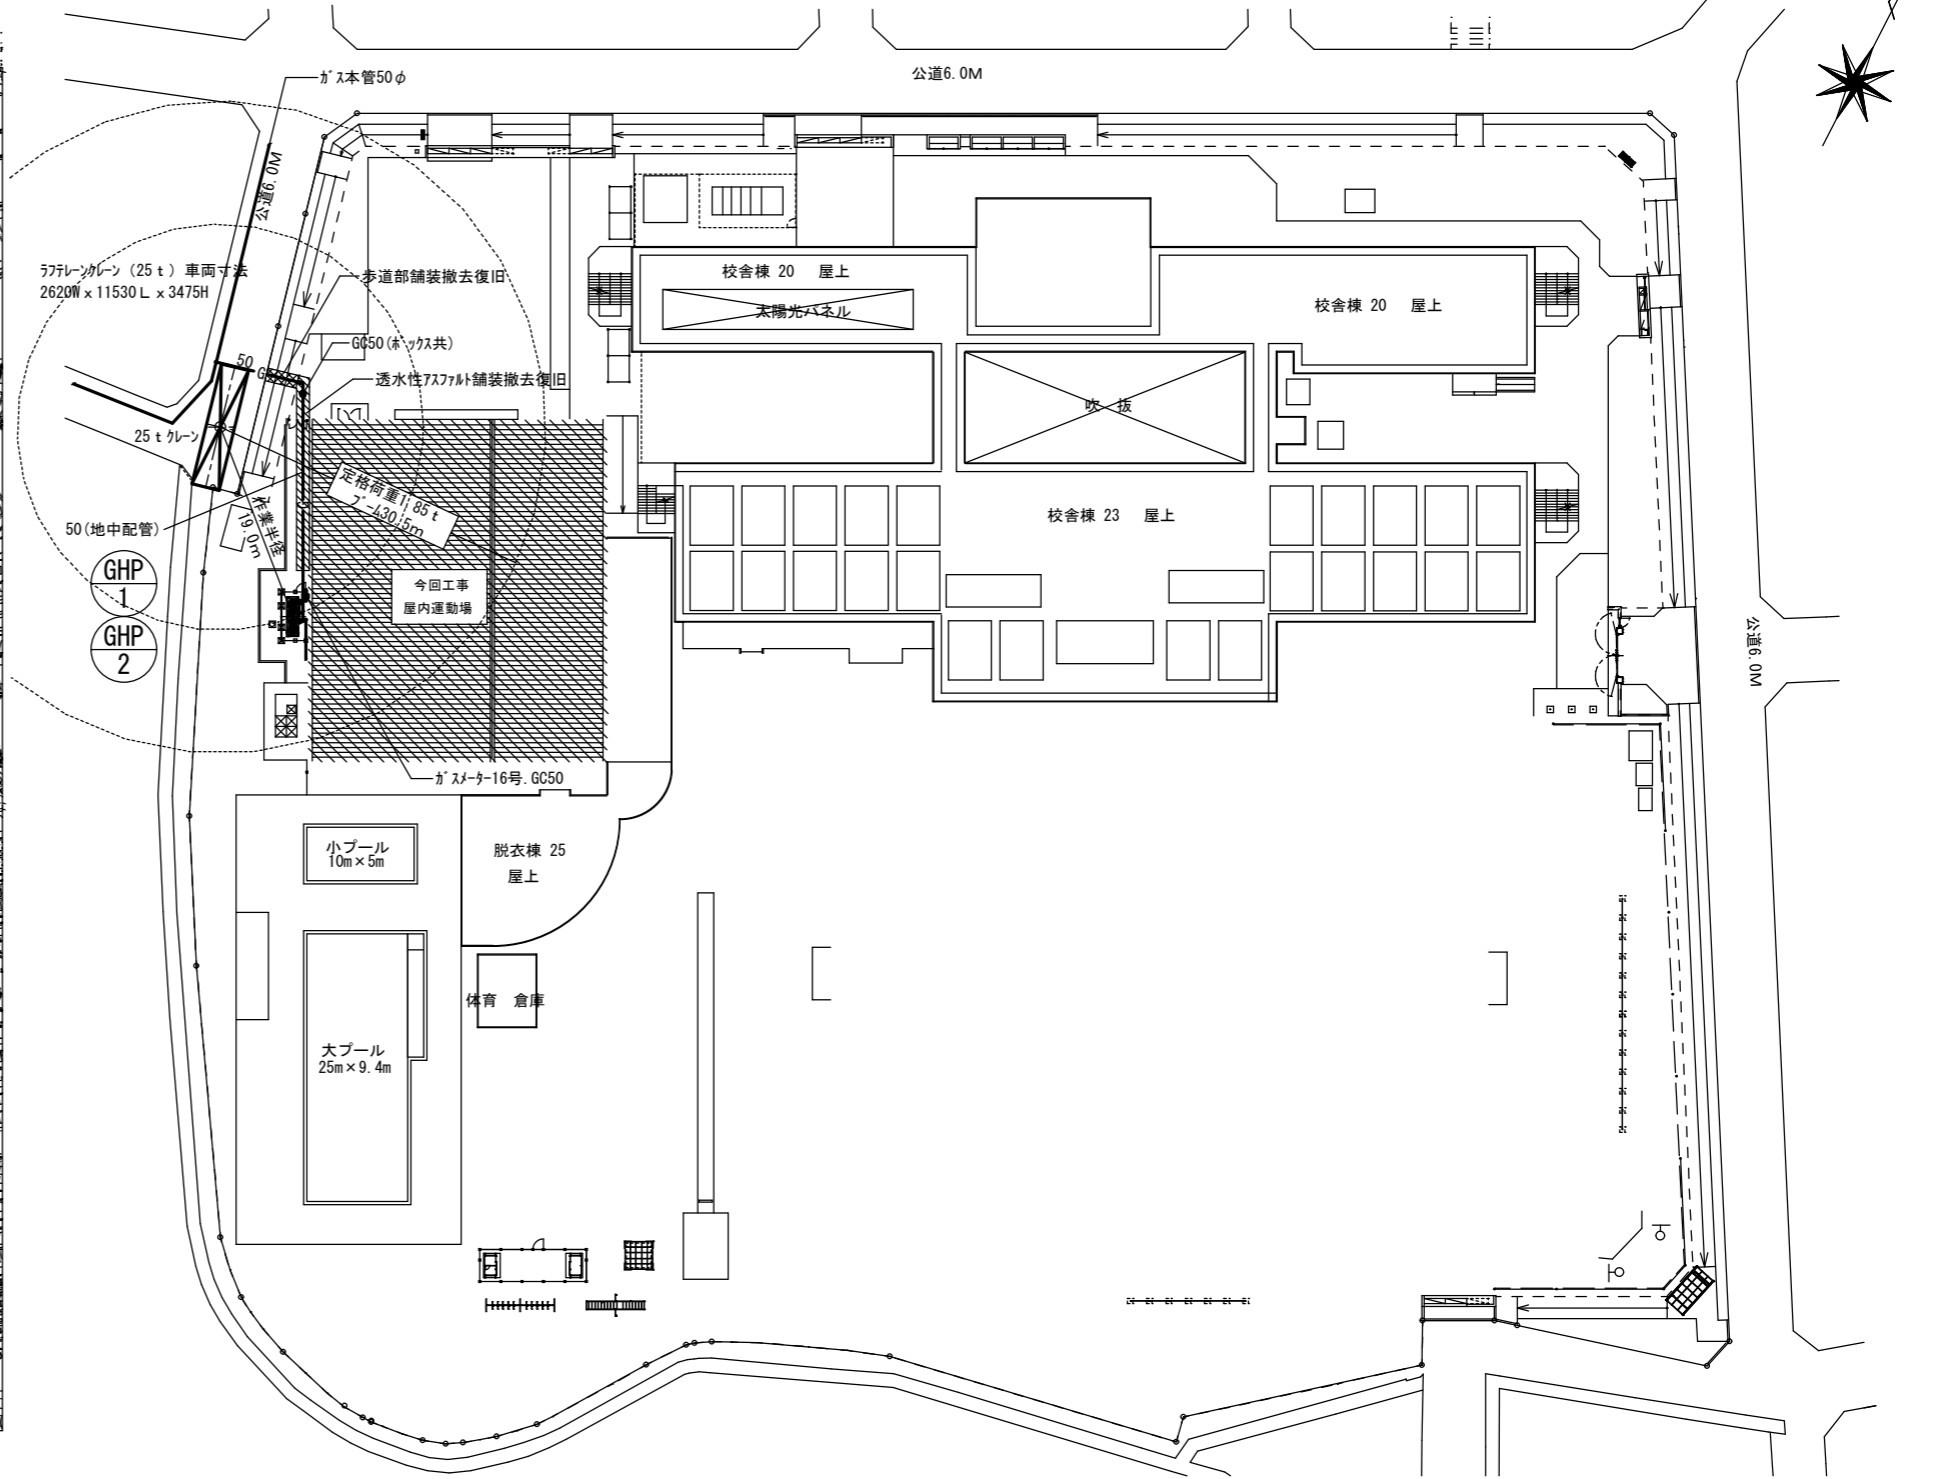 ｶﾞｽ本管50φ
公道6.0M
公道6.0M
ﾗﾌﾃﾚｰﾝｸﾚｰﾝ（25ｔ）車両寸法
2620W x 11530Ｌ x 3475H
歩道部舗装撤去復旧
GC50(ﾎﾞｯｸｽ共)
透水性ｱｽﾌｧﾙﾄ舗装撤去復旧
50
G
25ｔｸﾚｰﾝ
校舎棟 20 屋上
太陽光パネル
校舎棟 20 屋上
吹 抜
校舎棟 23 屋上
定格荷重1.85ｔ
ﾌﾞｰﾑ30.5m
作業半径
19.0m
50(地中配管)
GHP
1
GHP
2
今回工事
屋内運動場
公道6.0M
ｶﾞｽﾒｰﾀｰ16号.GC50
小プール
10m×5m
脱衣棟 25
屋上
体育 倉庫
大プール
25m×9.4m